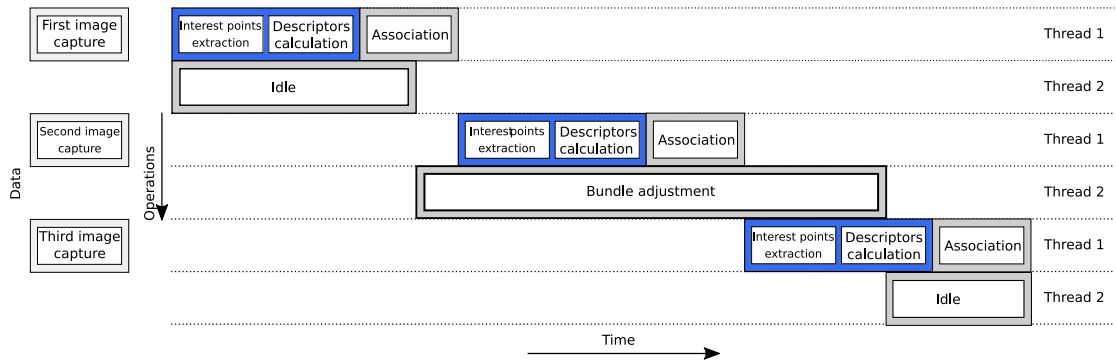 First image
capture
Interest points
extraction
Descriptors
calculation
Association
Thread 1
Idle
Thread 2
Second image
capture
Interest points
extraction
Descriptors
calculation
Association
Thread 1
Data
Operations
Bundle adjustment
Thread 2
Third image
capture
Interest points
extraction
Descriptors
calculation
Association
Thread 1
Idle
Thread 2
Time